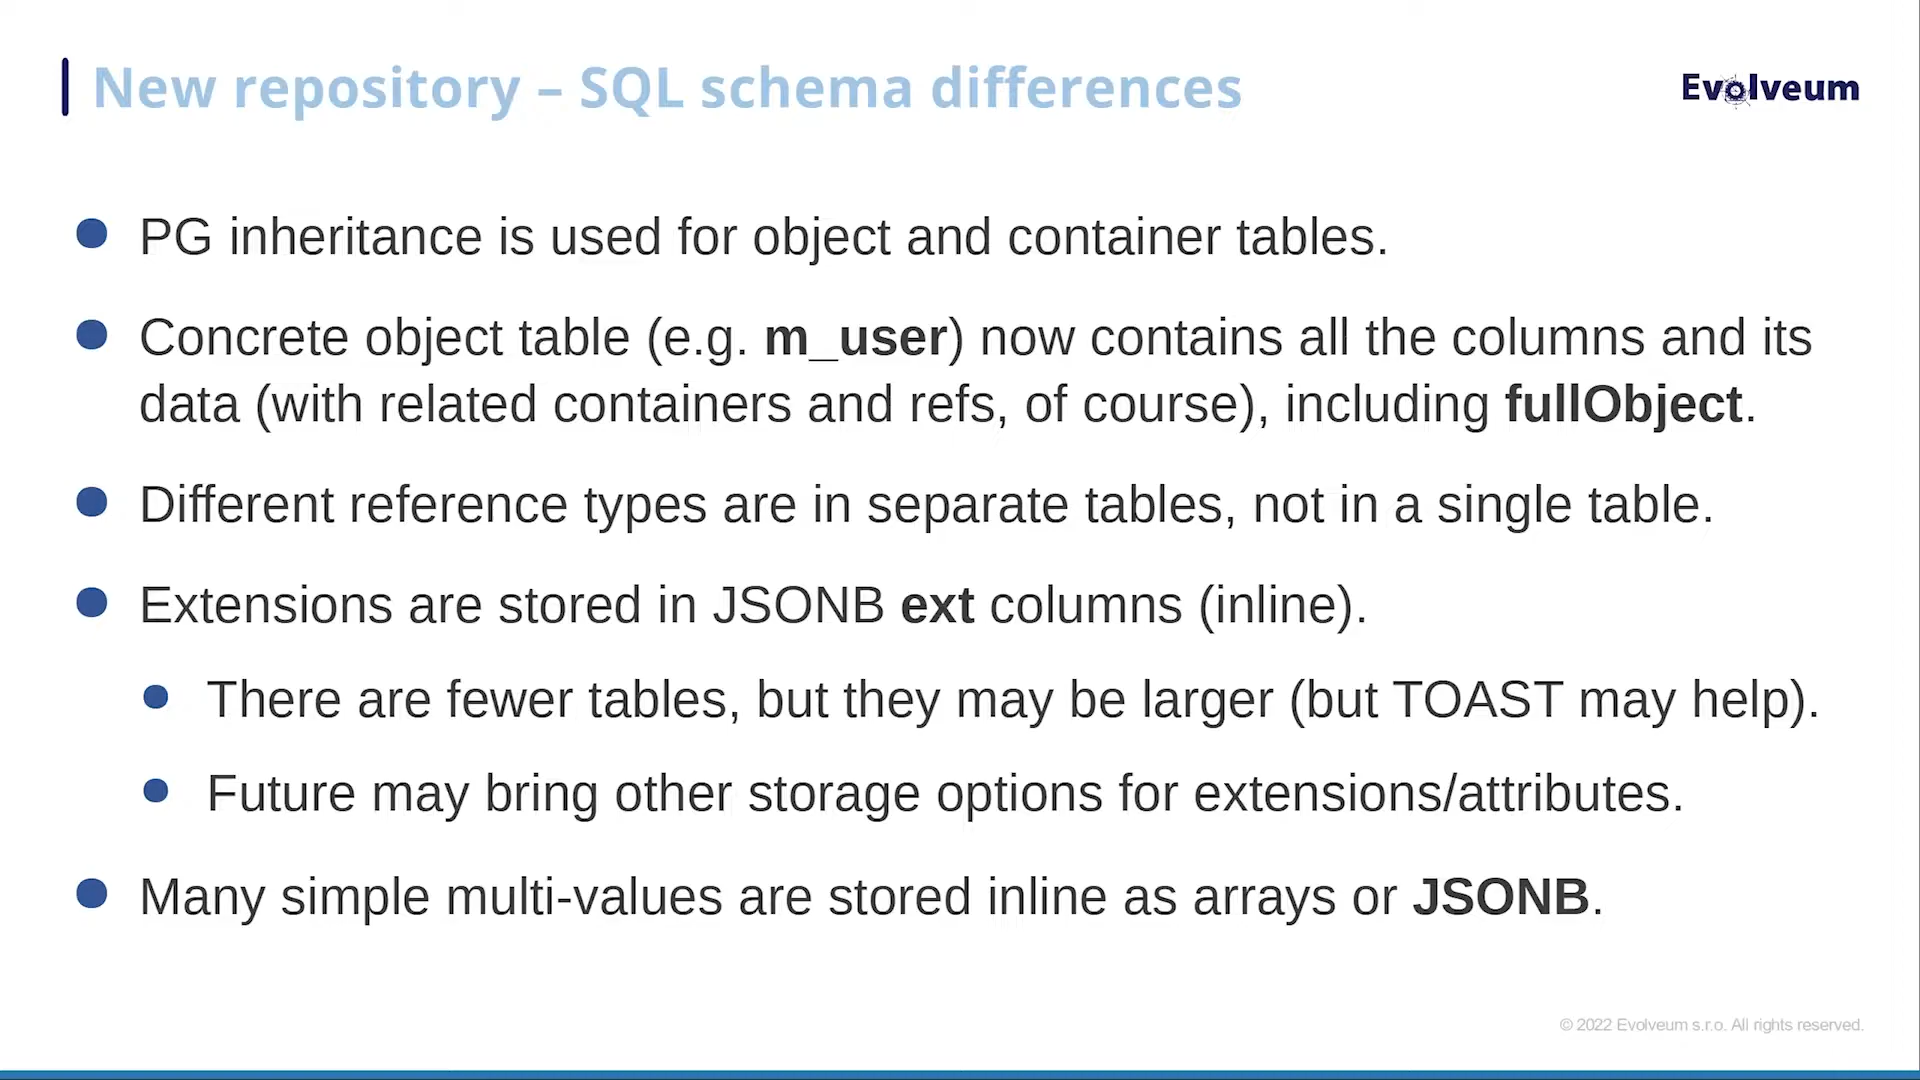 New repository – SQL schema differences
Evolveum
PG inheritance is used for object and container tables.
Concrete object table (e.g. m_user) now contains all the columns and its
data (with related containers and refs, of course), including fullObject.
Different reference types are in separate tables, not in a single table.
Extensions are stored in JSONB ext columns (inline).
There are fewer tables, but they may be larger (but TOAST may help).
Future may bring other storage options for extensions/attributes.
Many simple multi-values are stored inline as arrays or JSONB.
© 2022 Evolveum s.r.o. All rights reserved.